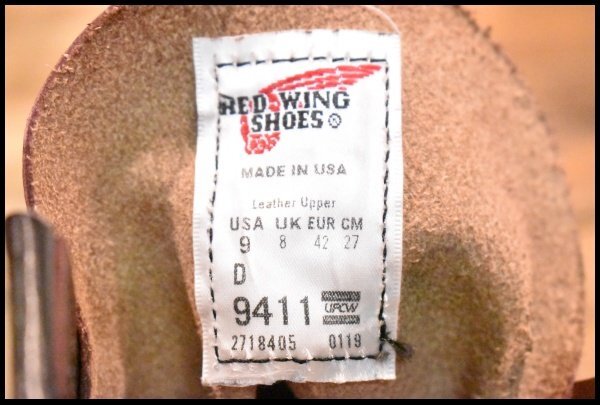 RED WING
SHOES®
MADE IN USA
Leather Upper
USA UK EUR CM
9 8 42 27
D
9411 UFCW
2718405 0119